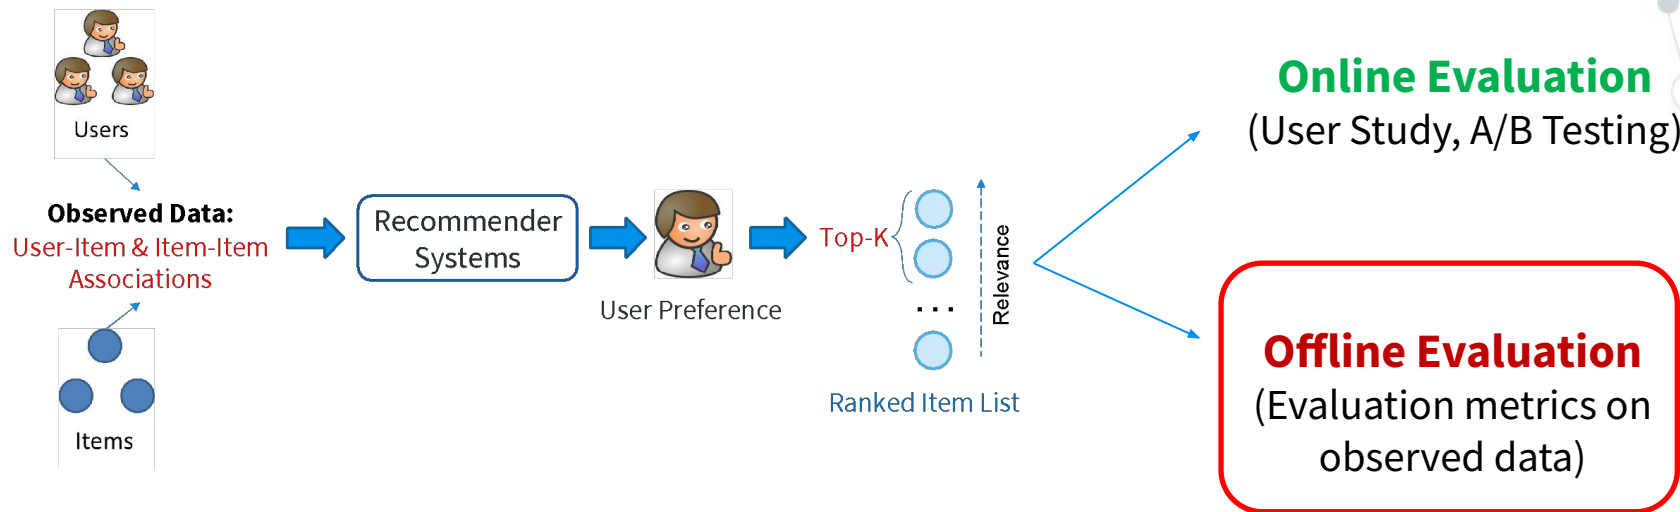 Users
Observed Data:
User-Item & Item-Item
Associations
Items
Recommender
Systems
User Preference
Top-K
...
Relevance
Ranked Item List
Online Evaluation
(User Study, A/B Testing)
Offline Evaluation
(Evaluation metrics on
observed data)